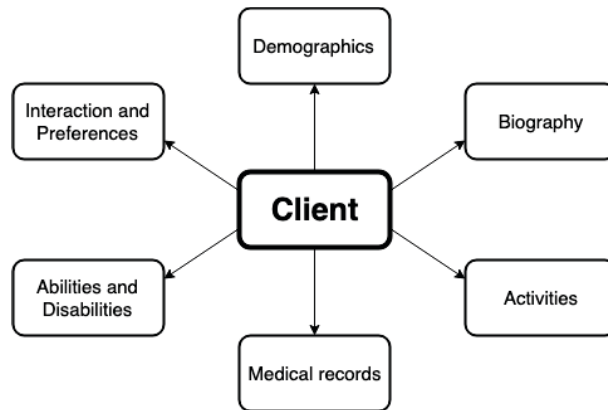 Demographics
Interaction and
Preferences
Biography
Client
Abilities and
Disabilities
Activities
Medical records